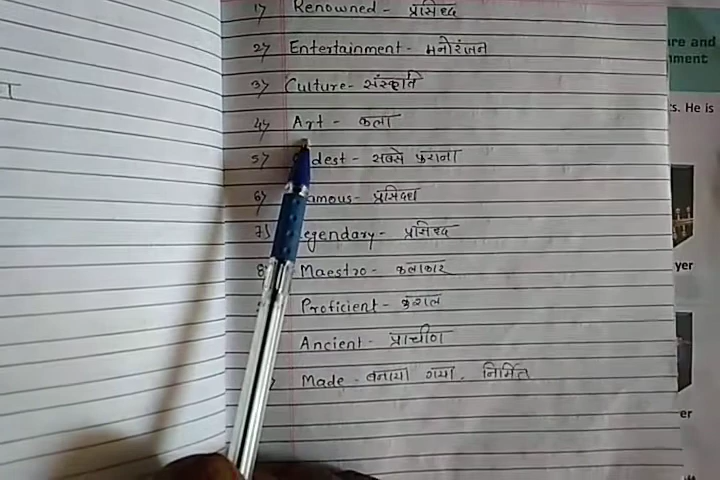 1) Renowned - प्रसिध्द
2) Entertainment - मनोरंजन
3) Culture - संस्कृति
4) Art - कला
5) dest - सबसे पुराना
6) amous - प्रसिध्द
7) egendary - प्रसिध्द
8 Maestro - कलाकार
Proficient - कुशल
Ancient - प्राचीण
) Made - बनाया गया. निर्मित
re and
ment
s. He is
yer
er